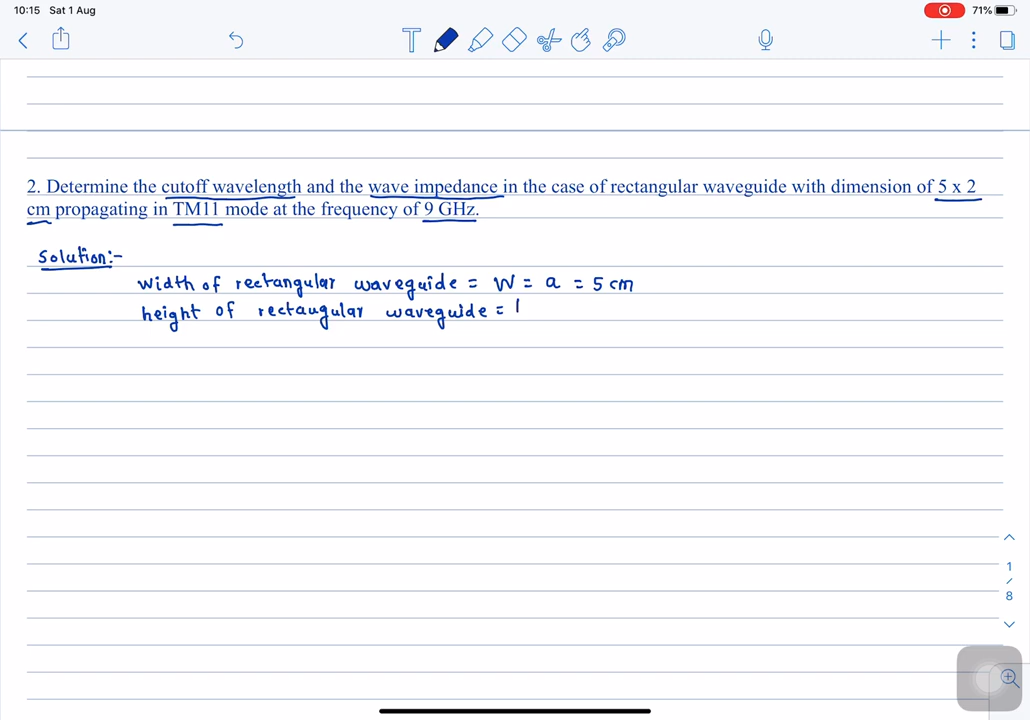 10:15 Sat 1 Aug
71%
2. Determine the cutoff wavelength and the wave impedance in the case of rectangular waveguide with dimension of 5 x 2
cm propagating in TM11 mode at the frequency of 9 GHz.
Solution:-
width of rectangular waveguide = W = a = 5 cm
height of rectangular waveguide =
1
/
8